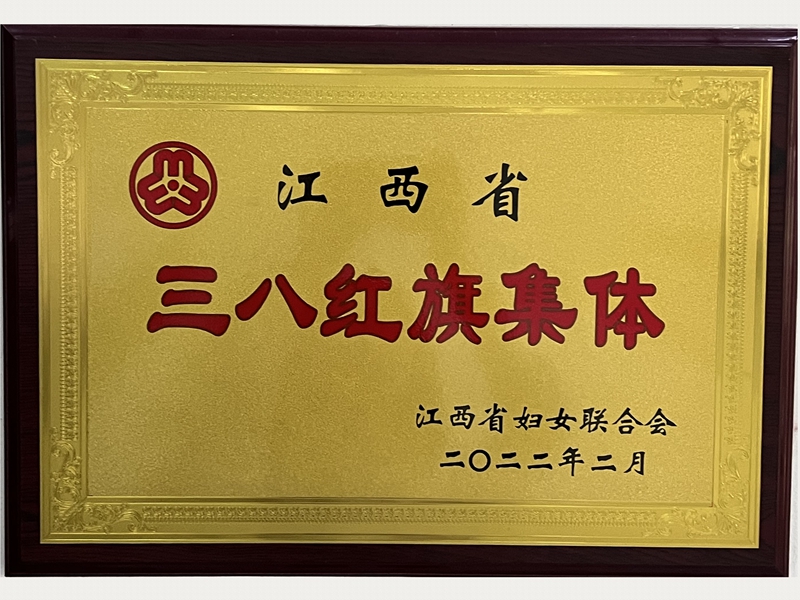 江西省
三八红旗集体
江西省妇女联合会
二〇二二年二月